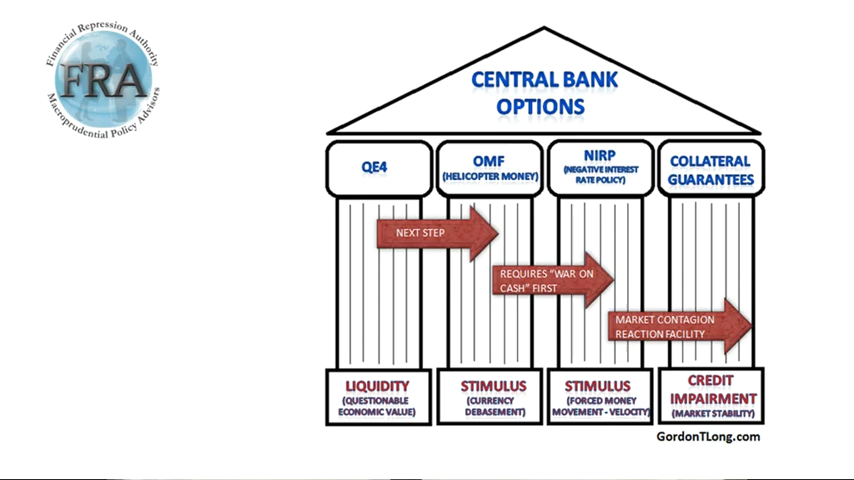 Financial Repression Authority
FRA
Macroprudential Policy Advisors
CENTRAL BANK
OPTIONS
QE4
OMF
(HELICOPTER MONEY)
NIRP
(NEGATIVE INTEREST
RATE POLICY)
COLLATERAL
GUARANTEES
NEXT STEP
REQUIRES "WAR ON
CASH" FIRST
MARKET CONTAGION
REACTION FACILITY
LIQUIDITY
(QUESTIONABLE
ECONOMIC VALUE)
STIMULUS
(CURRENCY
DEBASEMENT)
STIMULUS
(FORCED MONEY
MOVEMENT - VELOCITY)
CREDIT
IMPAIRMENT
(MARKET STABILITY)
GordonTLong.com